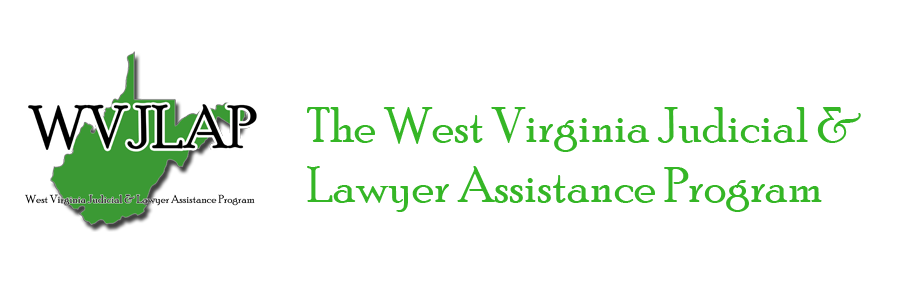 WVJLAP
West Virginia Judicial & Lawyer Assistance Program
The West Virginia Judicial &
Lawyer Assistance Program